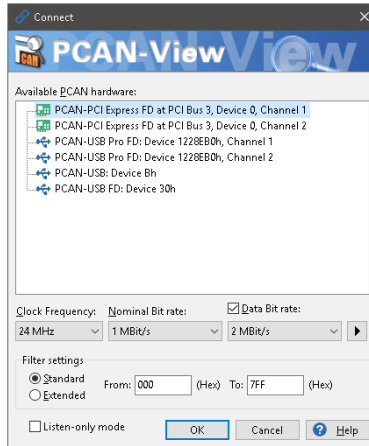 Connect
CAN
PCAN-View
Available PCAN hardware:
PCAN-PCI Express FD at PCI Bus 3, Device 0, Channel 1
PCAN-PCI Express FD at PCI Bus 3, Device 0, Channel 2
PCAN-USB Pro FD: Device 1228EB0h, Channel 1
PCAN-USB Pro FD: Device 1228EB0h, Channel 2
PCAN-USB: Device Bh
PCAN-USB FD: Device 30h
Clock Frequency: Nominal Bit rate: Data Bit rate:
24 MHz 1 MBit/s 2 MBit/s
Filter settings
Standard
From: 000 (Hex) To: 7FF (Hex)
Extended
Listen-only mode OK Cancel Help